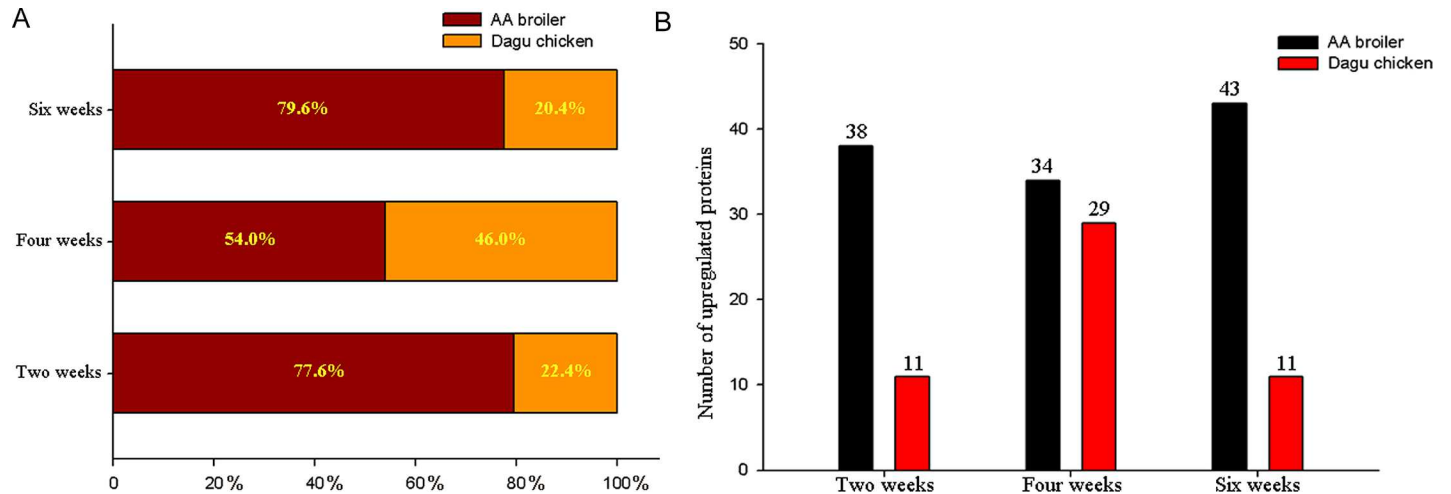 A
AA broiler
Dagu chicken
Six weeks
79.6%
20.4%
Four weeks
54.0%
46.0%
Two weeks
77.6%
22.4%
0
20 %
40 %
60 %
80 %
100%
B
AA broiler
Dagu chicken
Number of upregulated proteins
50
40
30
20
10
0
38
11
34
29
43
11
Two weeks
Four weeks
Six weeks